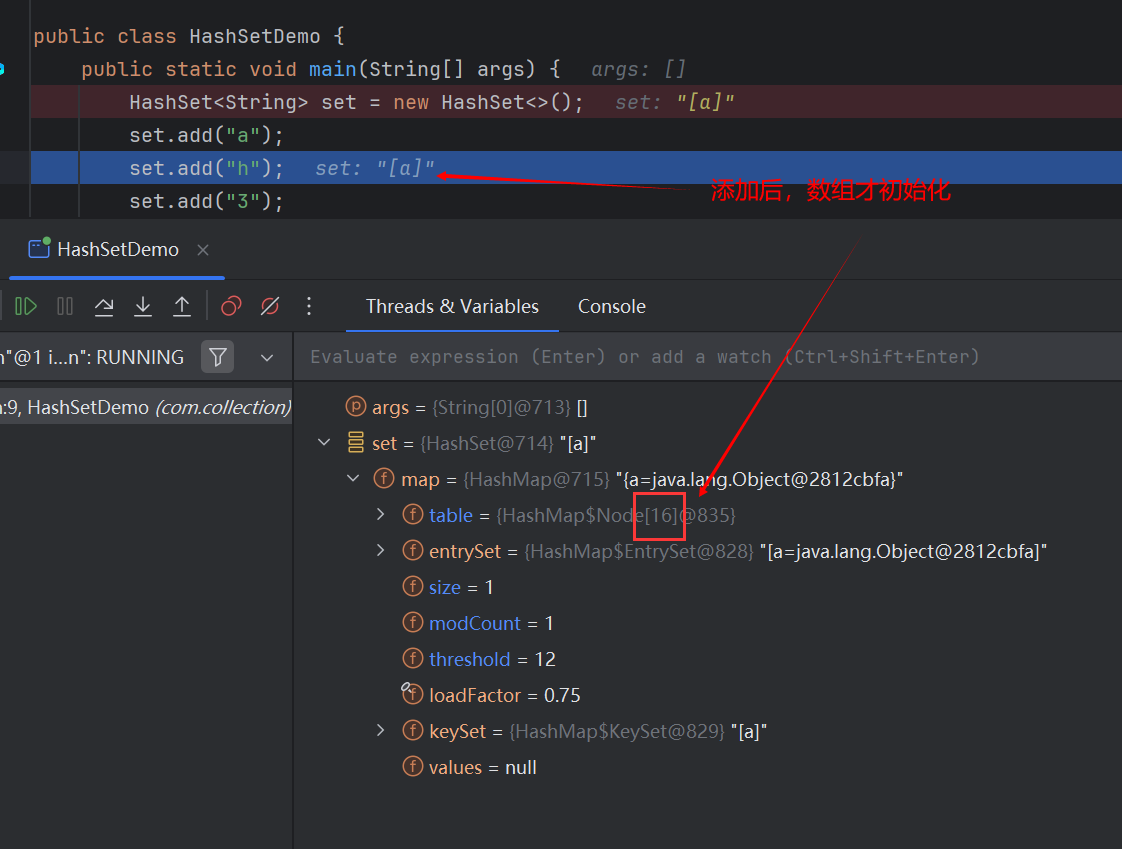 public class HashSetDemo {
public static void main(String[] args) { args: []
HashSet<String> set = new HashSet<>(); set: "[a]"
set.add("a");
set.add("h"); set: "[a]"
添加后，数组才初始化
set.add("3");
HashSetDemo
Threads & Variables Console
n"@1 i...n": RUNNING
Evaluate expression (Enter) or add a watch (Ctrl+Shift+Enter)
:9, HashSetDemo (com.collection)
args = {String[0]@713} []
set = {HashSet@714} "[a]"
map = {HashMap@715} "{a=java.lang.Object@2812cbfa}"
table = {HashMap$Node[16]@835}
entrySet = {HashMap$EntrySet@828} "[a=java.lang.Object@2812cbfa]"
size = 1
modCount = 1
threshold = 12
loadFactor = 0.75
keySet = {HashMap$KeySet@829} "[a]"
values = null